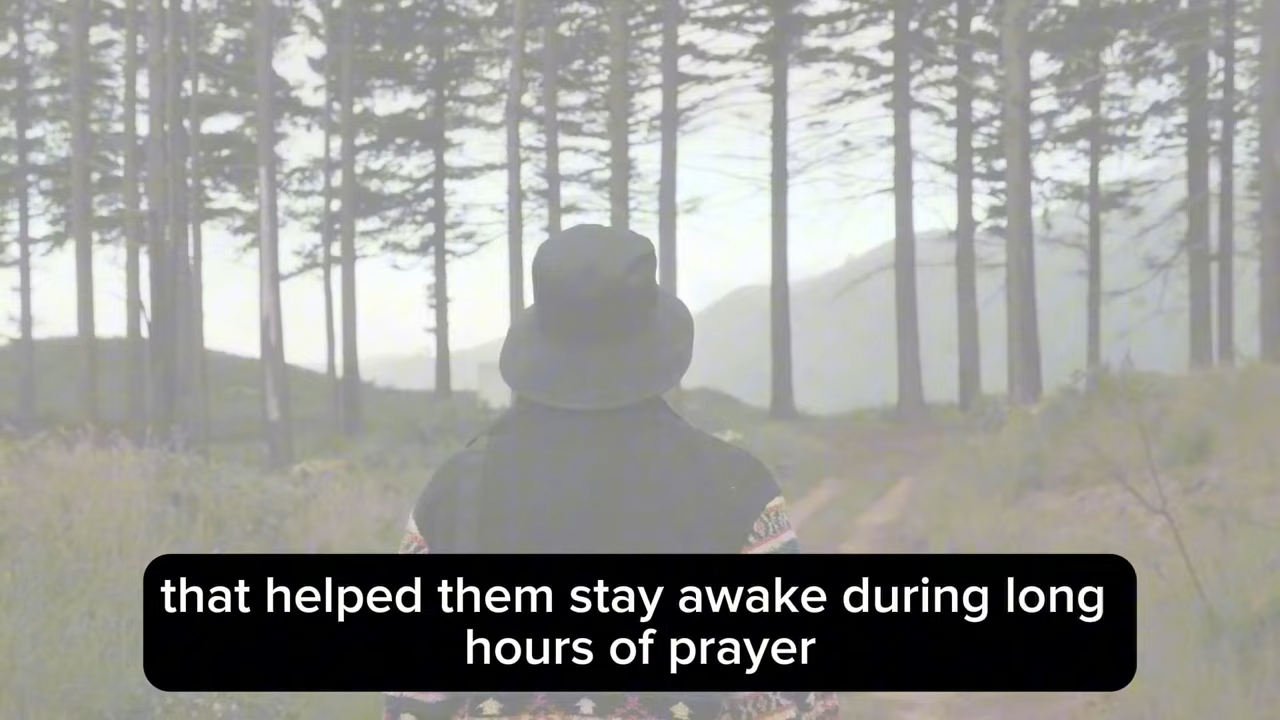 that helped them stay awake during long
hours of prayer